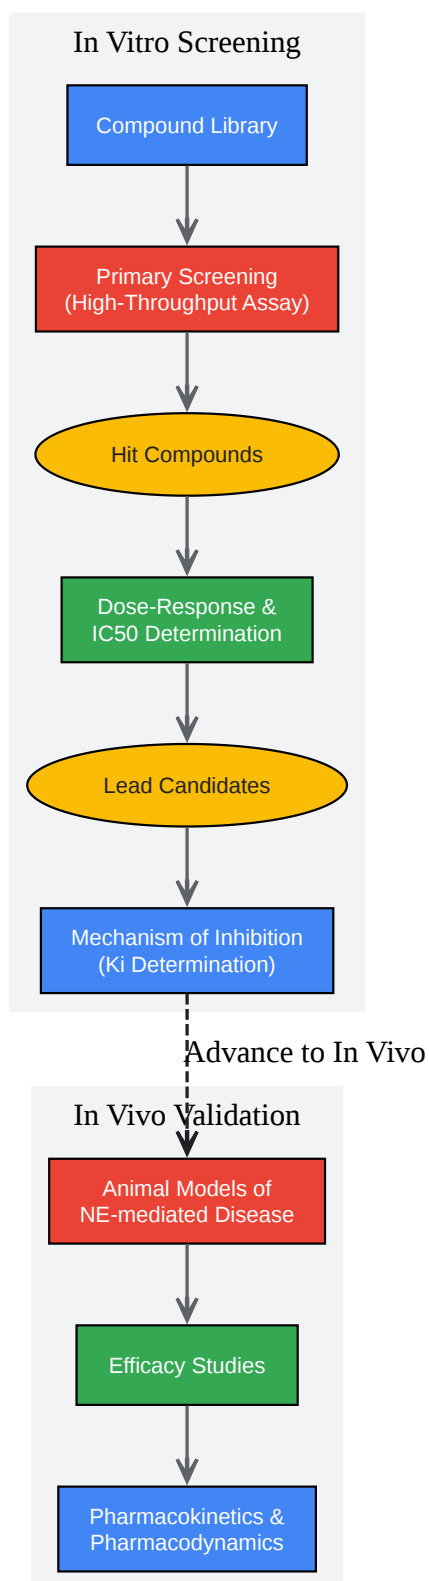 In Vitro Screening
Compound Library
Primary Screening
(High-Throughput Assay)
Hit Compounds
Dose-Response &
IC50 Determination
Lead Candidates
Mechanism of Inhibition
(Ki Determination)
Advance to In Vivo
In Vivo Validation
Animal Models of
NE-mediated Disease
Efficacy Studies
Pharmacokinetics &
Pharmacodynamics